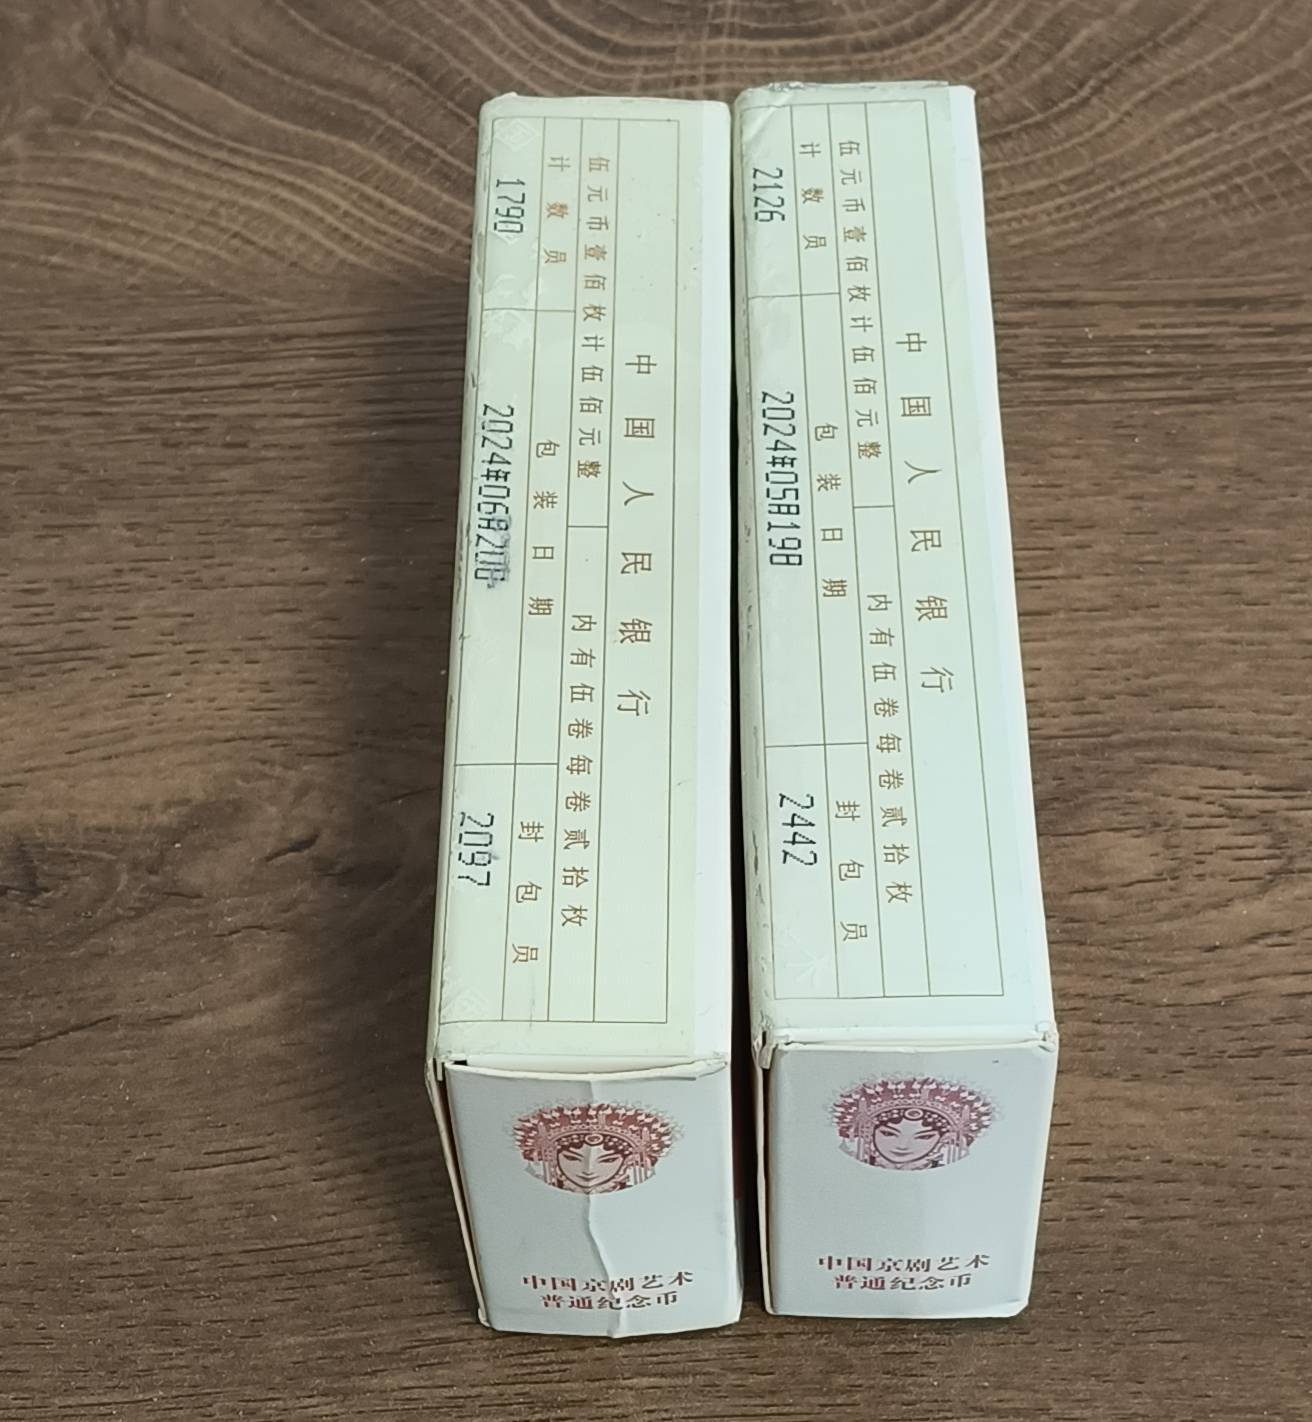 中国人民银行
伍元币壹佰枚计伍佰元整
内有伍卷每卷贰拾枚
计数员
包装日期
封包员
1790
2024年06月20日
2097
中国京剧艺术
普通纪念币
中国人民银行
伍元币壹佰枚计伍佰元整
内有伍卷每卷贰拾枚
计数员
包装日期
封包员
2126
2024年05月19日
2442
中国京剧艺术
普通纪念币